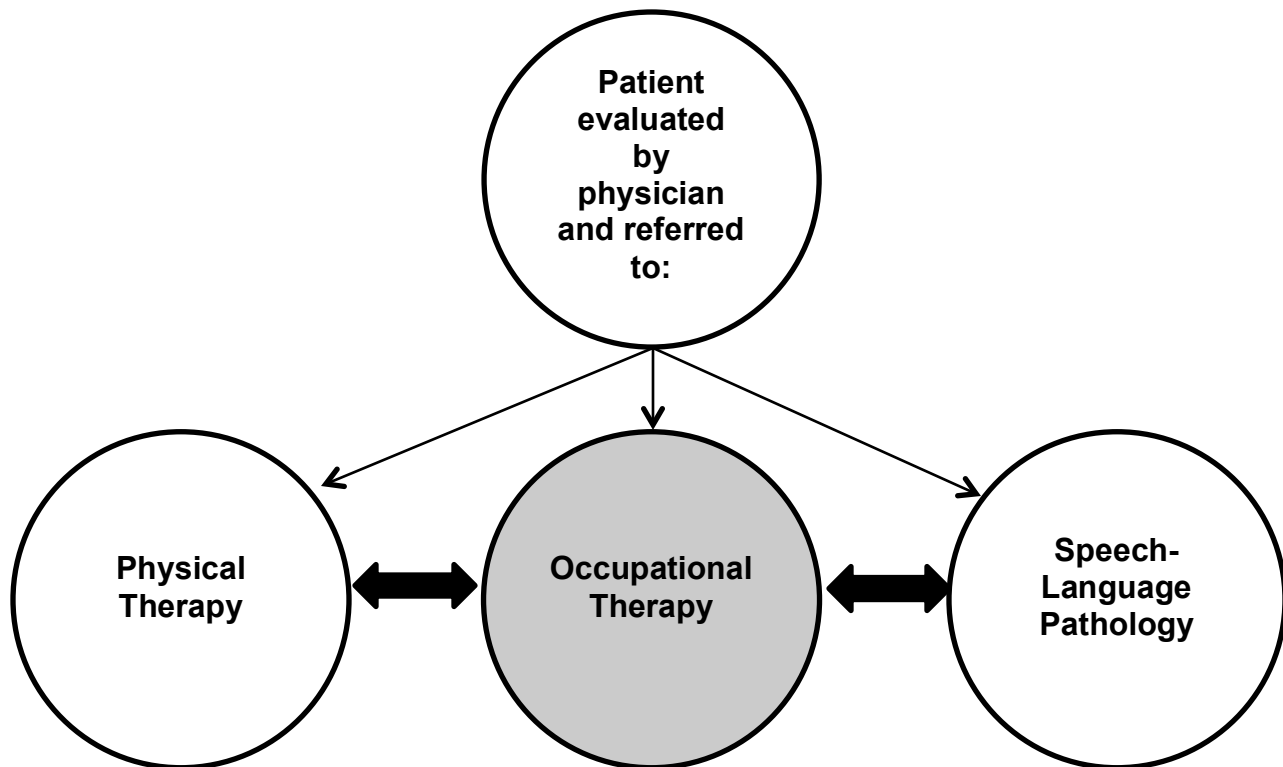 Patient
evaluated
by
physician
and referred
to:
Physical
Therapy
Occupational
Therapy
Speech-
Language
Pathology